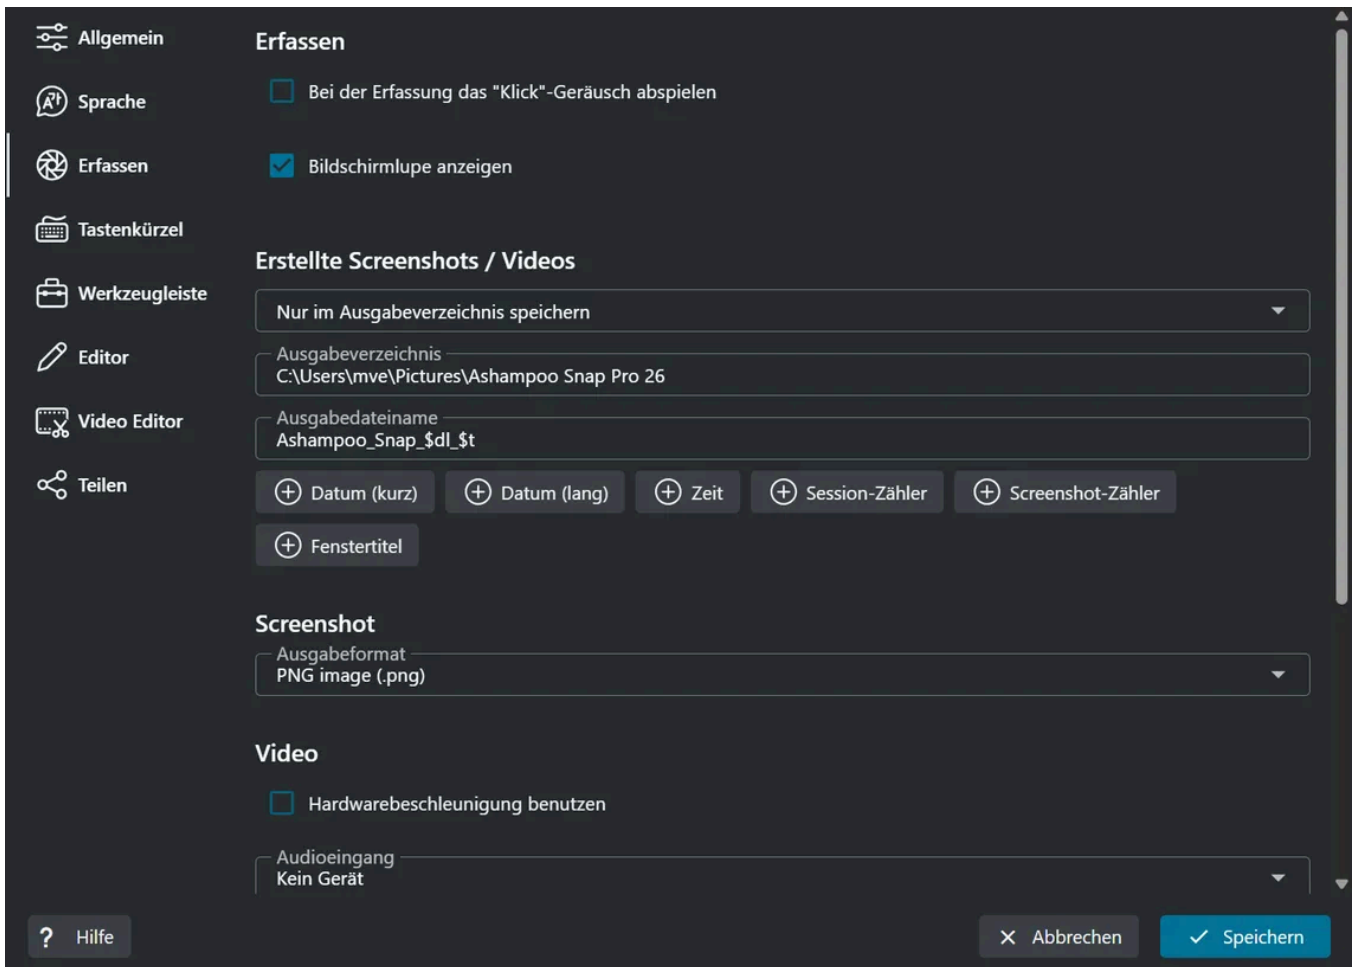 Allgemein
Sprache
Erfassen
Tastenkürzel
Werkzeugleiste
Editor
Video Editor
Teilen
Erfassen
Bei der Erfassung das "Klick"-Geräusch abspielen
Bildschirmlupe anzeigen
Erstellte Screenshots / Videos
Nur im Ausgabeverzeichnis speichern
Ausgabeverzeichnis
C:\Users\mve\Pictures\Ashampoo Snap Pro 26
Ausgabedateiname
Ashampoo_Snap_$dl_$t
Datum (kurz) Datum (lang) Zeit Session-Zähler Screenshot-Zähler
Fenstertitel
Screenshot
Ausgabeformat
PNG image (.png)
Video
Hardwarebeschleunigung benutzen
Audioeingang
Kein Gerät
? Hilfe Abbrechen Speichern